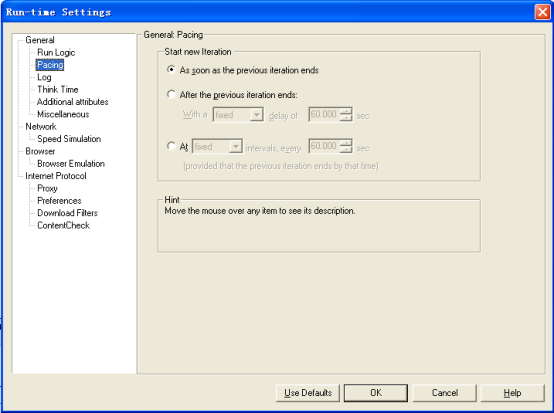 Run-time Settings
General
Run Logic
Pacing
Log
Think Time
Additional attributes
Miscellaneous
Network
Speed Simulation
Browser
Browser Emulation
Internet Protocol
Proxy
Preferences
Download Filters
ContentCheck
General: Pacing
Start new Iteration
As soon as the previous iteration ends
After the previous iteration ends:
With a fixed delay of 60.000 sec
At fixed intervals, every 60.000 sec
(provided that the previous iteration ends by that time)
Hint
Move the mouse over any item to see its description.
Use Defaults OK Cancel Help